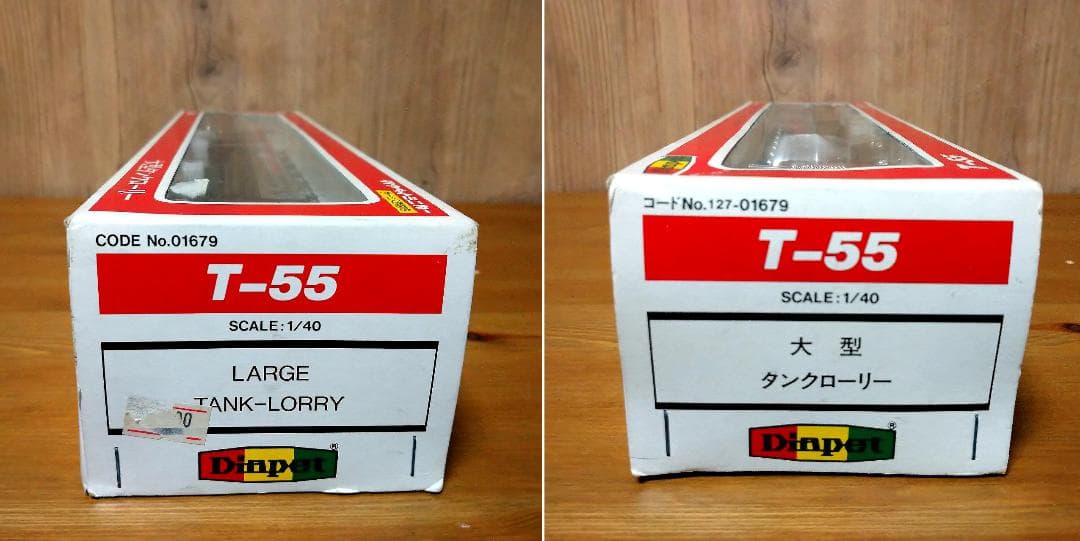 CODE No.01679
T-55
SCALE:1/40
LARGE
TANK-LORRY
00
Diapet
®
コードNo.127-01679
T-55
SCALE:1/40
大型
タンクローリー
Diapet
®